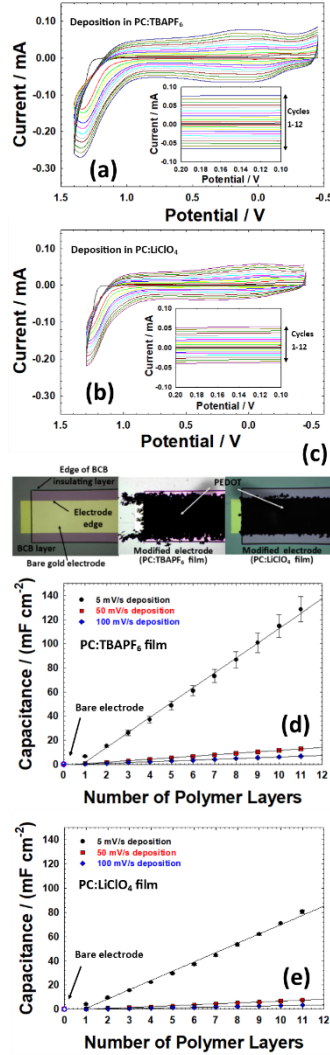 (a)
Deposition in PC:TBAPF6
Current / mA
0.10
0.00
-0.10
-0.20
-0.30
Current / mA
0.10
0.05
0.00
-0.05
-0.10
0.20 0.18 0.16 0.14 0.12 0.10
Potential / V
Cycles
1-12
1.5 1.0 0.5 0.0 -0.5
Potential / V
Deposition in PC:LiClO4
Current / mA
0.10
0.00
-0.10
-0.20
-0.30
(b)
Current / mA
0.10
0.05
0.00
-0.05
-0.10
0.20 0.18 0.16 0.14 0.12 0.10
Potential / V
Cycles
1-12
1.5 1.0 0.5 0.0 -0.5
Potential / V
(c)
Edge of BCB
insulating layer
Electrode
edge
BCB layer
Bare gold electrode
PEDOT
Modified electrode
(PC:TBAPF6 film)
Modified electrode
(PC:LiClO4 film)
Capacitance / (mF cm-2)
140
120
100
80
60
40
20
0
5 mV/s deposition
50 mV/s deposition
100 mV/s deposition
PC:TBAPF6 film
Bare electrode
(d)
0 1 2 3 4 5 6 7 8 9 10 11 12
Number of Polymer Layers
Capacitance / (mF cm-2)
140
120
100
80
60
40
20
0
5 mV/s deposition
50 mV/s deposition
100 mV/s deposition
PC:LiClO4 film
Bare electrode
(e)
0 1 2 3 4 5 6 7 8 9 10 11 12
Number of Polymer Layers